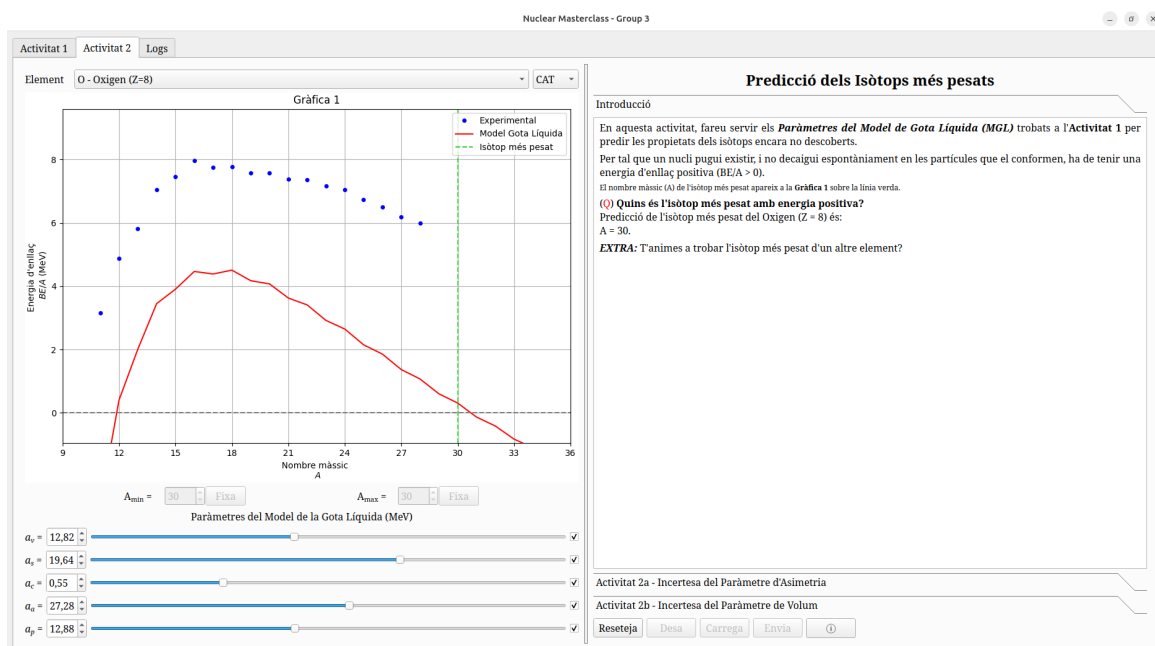 Nuclear Masterclass - Group 3
Activitat 1
Activitat 2
Logs
Element
O - Oxigen (Z=8)
CAT
Gràfica 1
Experimental
Model Gota Líquida
Isòtop més pesat
Energia d'enllaç
BE/A (MeV)
8
6
4
2
0
9 12 15 18 21 24 27 30 33 36
Nombre màssic
A
Amin = 30 Fixa
Amax = 30 Fixa
Paràmetres del Model de la Gota Líquida (MeV)
av = 12,82
as = 19,64
ac = 0,55
aa = 27,28
ap = 12,88
Predicció dels Isòtops més pesats
Introducció
En aquesta activitat, fareu servir els Paràmetres del Model de Gota Líquida (MGL) trobats a l'Activitat 1 per
predir les propietats dels isòtops encara no descoberts.
Per tal que un nucli pugui existir, i no decaigui espontàniament en les partícules que el conformen, ha de tenir una
energia d'enllaç positiva (BE/A > 0).
El nombre màssic (A) de l'isòtop més pesat apareix a la Gràfica 1 sobre la línia verda.
(Q) Quins és l'isòtop més pesat amb energia positiva?
Predicció de l'isòtop més pesat del Oxigen (Z = 8) és:
A = 30.
EXTRA: T'animes a trobar l'isòtop més pesat d'un altre element?
Activitat 2a - Incertesa del Paràmetre d'Asimetria
Activitat 2b - Incertesa del Paràmetre de Volum
Reseteja
Desa
Carrega
Envia